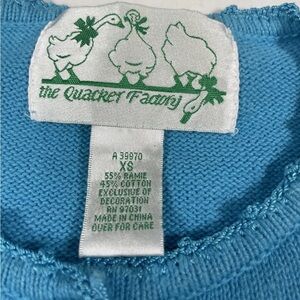 the Quacker Factory
A 39970
XS
55% RAMIE
45% COTTON
EXCLUSIVE OF
DECORATION
RN 97031
MADE IN CHINA
OVER FOR CARE